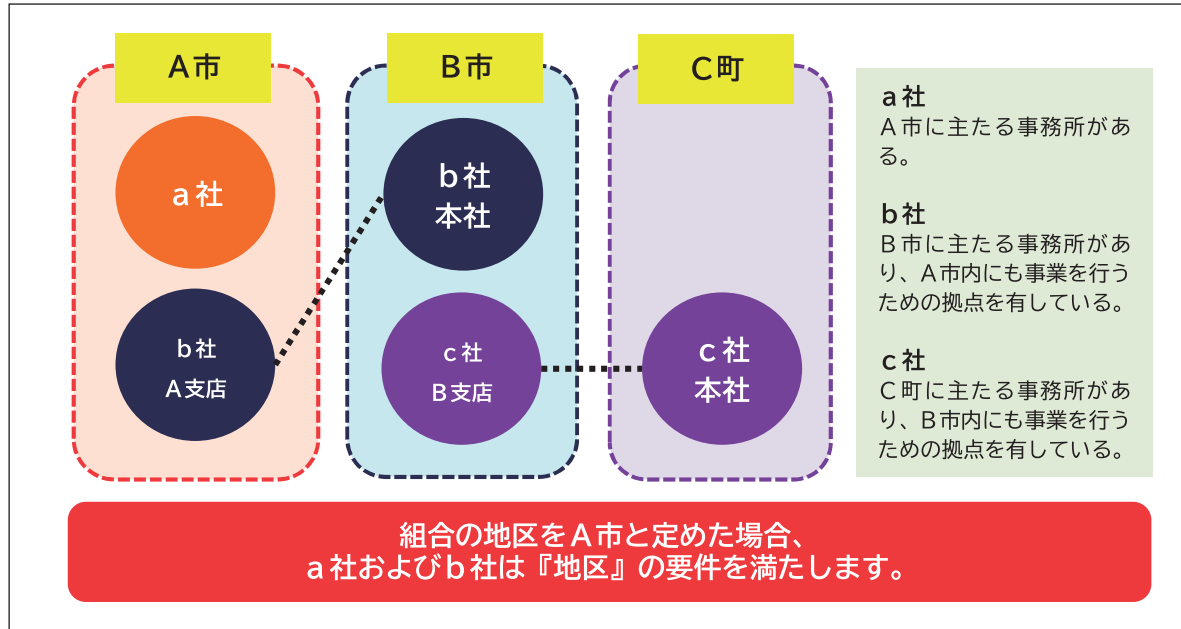 A市
B市
C町
a社
b社
本社
b社
A支店
c社
B支店
c社
本社
a社
A市に主たる事務所があ
る。
b社
B市に主たる事務所があ
り、A市内にも事業を行う
ための拠点を有している。
c社
C町に主たる事務所があ
り、B市内にも事業を行う
ための拠点を有している。
組合の地区をA市と定めた場合、
a社およびb社は『地区』の要件を満たします。